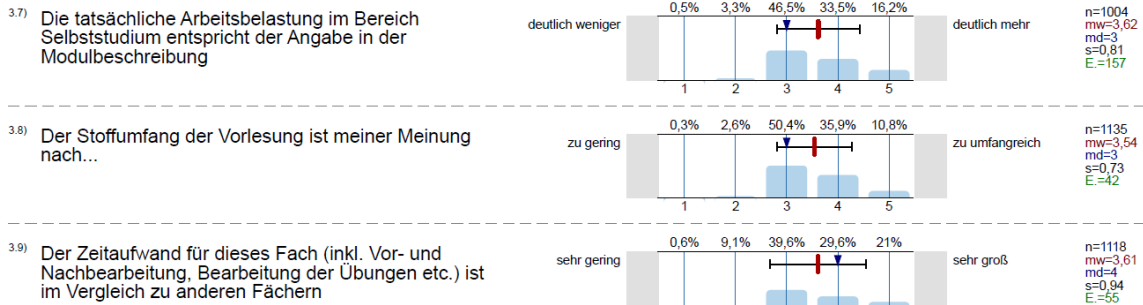 3.7) Die tatsächliche Arbeitsbelastung im Bereich
Selbststudium entspricht der Angabe in der
Modulbeschreibung
deutlich weniger
0,5% 3,3% 46,5% 33,5% 16,2%
1 2 3 4 5
deutlich mehr
n=1004
mw=3,62
md=3
s=0,81
E.=157
3.8) Der Stoffumfang der Vorlesung ist meiner Meinung
nach...
zu gering
0,3% 2,6% 50,4% 35,9% 10,8%
1 2 3 4 5
zu umfangreich
n=1135
mw=3,54
md=3
s=0,73
E.=42
3.9) Der Zeitaufwand für dieses Fach (inkl. Vor- und
Nachbearbeitung, Bearbeitung der Übungen etc.) ist
im Vergleich zu anderen Fächern
sehr gering
0,6% 9,1% 39,6% 29,6% 21%
sehr groß
n=1118
mw=3,61
md=4
s=0,94
E.=55